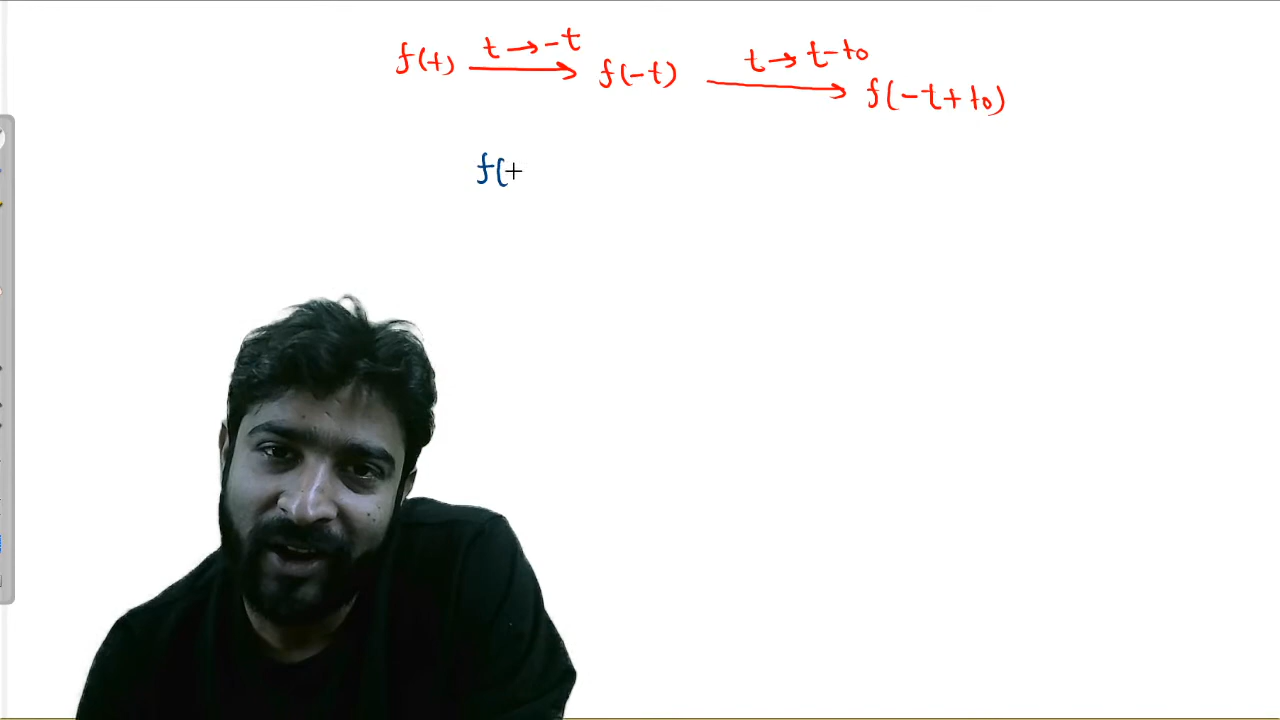 f(t) t → -t f(-t) t → t-t0 f(-t+t0)
f(